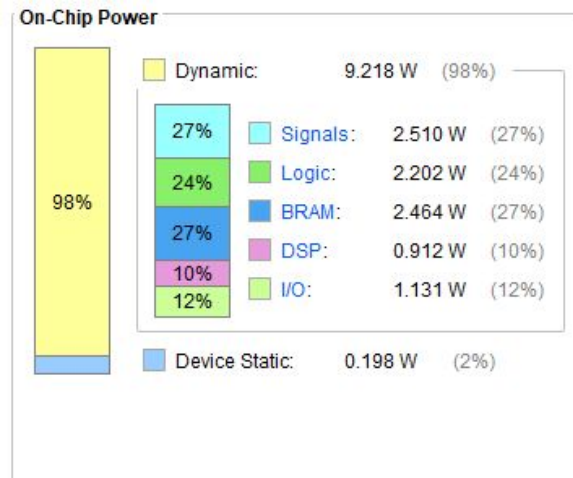 On-Chip Power
Dynamic: 9.218 W (98%)
98%
27% Signals: 2.510 W (27%)
24% Logic: 2.202 W (24%)
27% BRAM: 2.464 W (27%)
10% DSP: 0.912 W (10%)
12% I/O: 1.131 W (12%)
Device Static: 0.198 W (2%)